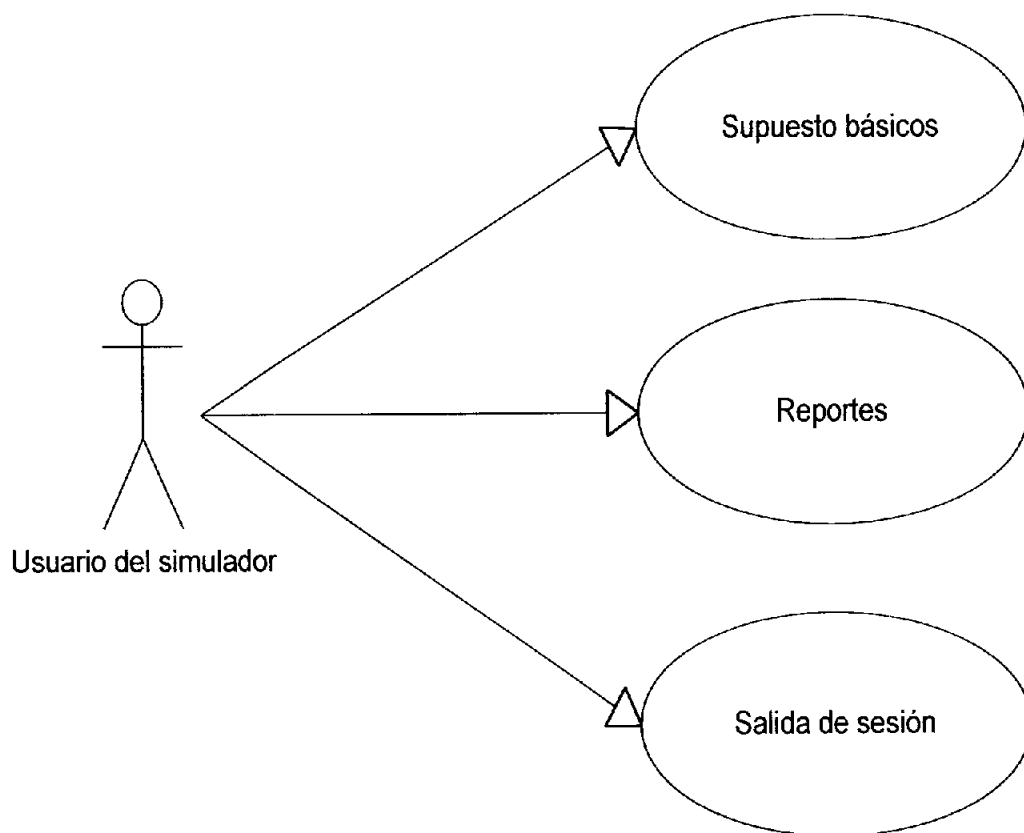 Supuesto básicos
Reportes
Usuario del simulador
Salida de sesión